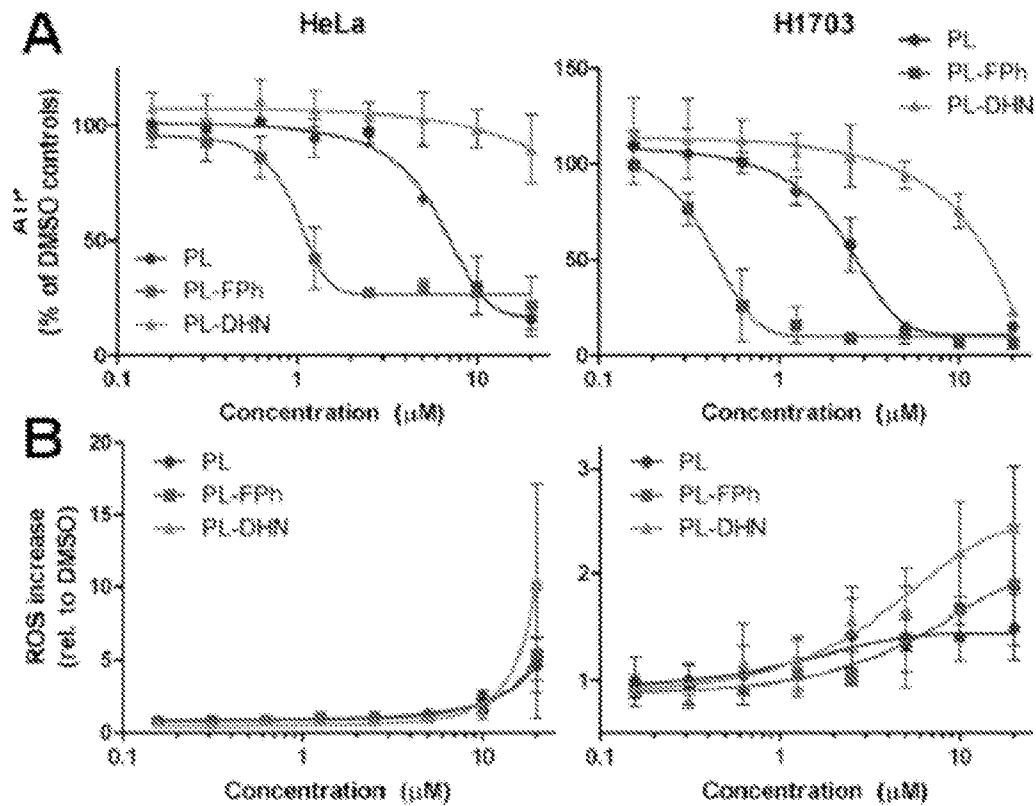 A
HeLa
H1703
PL
PL-FPh
PL-DHN
(% of DMSO controls)
100
50
0
PL
PL-FPh
PL-DHN
150
100
50
0
0.1
1
10
0.1
1
10
Concentration (µM)
Concentration (µM)
B
ROS increase
(rel. to DMSO)
20
15
10
5
0
PL
PL-FPh
PL-DHN
3
2
1
PL
PL-FPh
PL-DHN
0.1
1
10
0.1
1
10
Concentration (µM)
Concentration (µM)